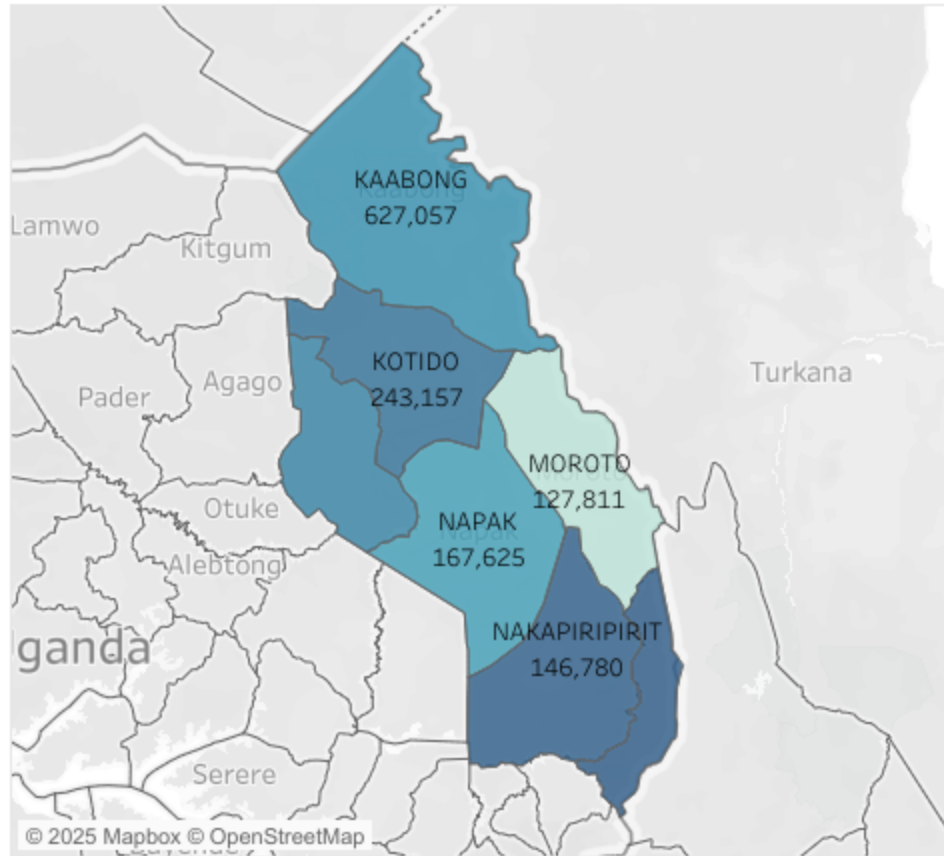 KAABONG
627,057
Lamwo
Kitgum
KOTIDO
243,157
Agago
Pader
Turkana
MOROTO
127,811
Otuke
NAPAK
Napak
167,625
Alebtong
NAKAPIRIPIRIT
146,780
ganda
Serere
© 2025 Mapbox © OpenStreetMap